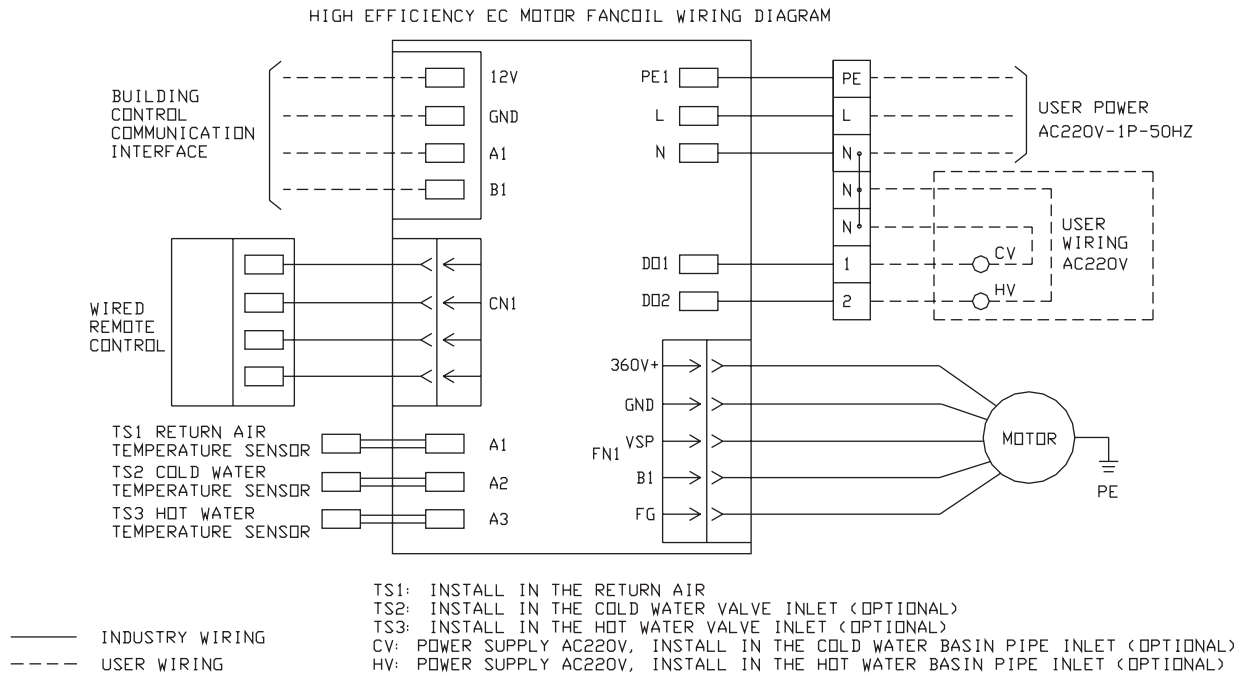 HIGH EFFICIENCY EC MOTOR FANCOIL WIRING DIAGRAM
BUILDING
CONTROL
COMMUNICATION
INTERFACE
12V
GND
A1
B1
WIRED
REMOTE
CONTROL
CN1
TS1 RETURN AIR
TEMPERATURE SENSOR
A1
TS2 COLD WATER
TEMPERATURE SENSOR
A2
TS3 HOT WATER
TEMPERATURE SENSOR
A3
PE1
L
N
DO1
DO2
PE
L
N
N
N
1
2
USER POWER
AC220V-1P-50HZ
USER
WIRING
AC220V
CV
HV
360V+
GND
VSP
FN1
B1
FG
MOTOR
PE
TS1: INSTALL IN THE RETURN AIR
TS2: INSTALL IN THE COLD WATER VALVE INLET (OPTIONAL)
TS3: INSTALL IN THE HOT WATER VALVE INLET (OPTIONAL)
CV: POWER SUPPLY AC220V, INSTALL IN THE COLD WATER BASIN PIPE INLET (OPTIONAL)
HV: POWER SUPPLY AC220V, INSTALL IN THE HOT WATER BASIN PIPE INLET (OPTIONAL)
INDUSTRY WIRING
USER WIRING